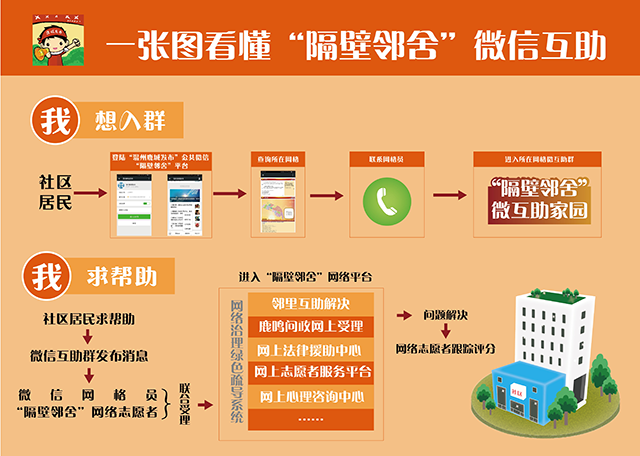 一张图看懂“隔壁邻舍”微信互助
我 想入群
社区
居民
登陆“温州鹿城发布”公共微信
“隔壁邻舍”平台
查询所在网格
联系网格员
进入所在网格微互助群
“隔壁邻舍”
微互助家园
我 求帮助
社区居民求帮助
微信互助群发布消息
微信网格员
“隔壁邻舍”网络志愿者
联合受理
进入“隔壁邻舍”网络平台
网络治理绿色疏导系统
邻里互助解决
鹿鸣问政网上受理
网上法律援助中心
网上志愿者服务平台
网上心理咨询中心
……
问题解决
网络志愿者跟踪评分
社区